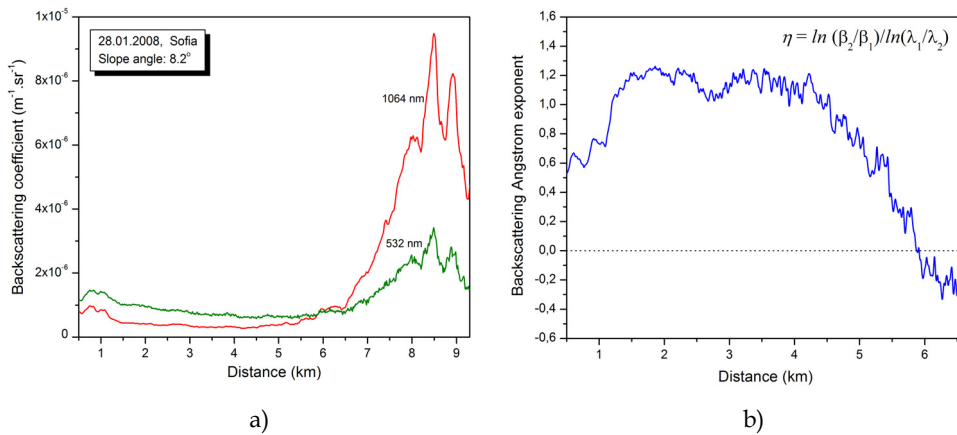 28.01.2008, Sofia
Slope angle: 8.2°
1064 nm
532 nm
Backscattering coefficient (m⁻¹.sr⁻¹)
1x10⁻⁵
8x10⁻⁶
6x10⁻⁶
4x10⁻⁶
2x10⁻⁶
0
1 2 3 4 5 6 7 8 9
Distance (km)
a)
η = ln (β₂/β₁)/ln(λ₁/λ₂)
Backscattering Angstrom exponent
1,6
1,4
1,2
1,0
0,8
0,6
0,4
0,2
0,0
-0,2
-0,4
-0,6
1 2 3 4 5 6
Distance (km)
b)